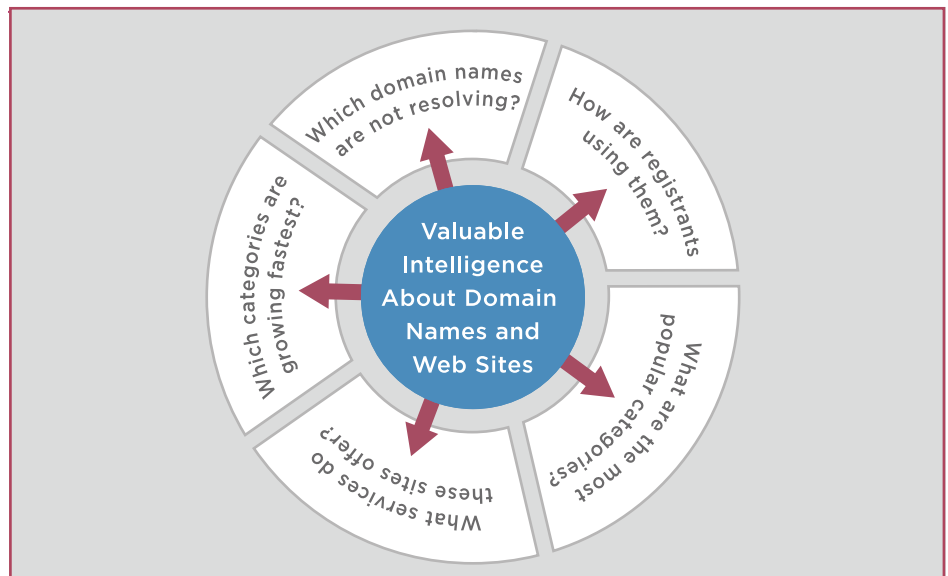 Which domain names
are not resolving?
How are registrants
using them?
What are the most
popular categories?
What services do
these sites offer?
Which categories are
growing fastest?
Valuable
Intelligence
About Domain
Names and
Web Sites